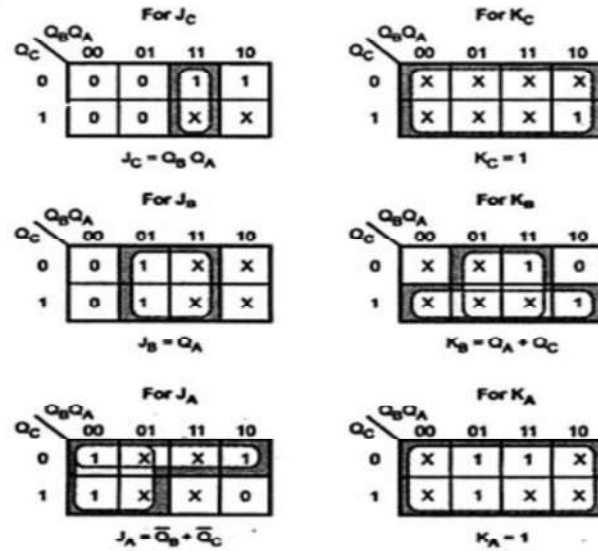 For J_C
Q_BQ_A
Q_C 00 01 11 10
0 0 0 1 1
1 0 0 X X
J_C = Q_B Q_A
For K_C
Q_BQ_A
Q_C 00 01 11 10
0 X X X X
1 X X X 1
K_C = 1
For J_B
Q_BQ_A
Q_C 00 01 11 10
0 0 1 X X
1 0 1 X X
J_B = Q_A
For K_B
Q_BQ_A
Q_C 00 01 11 10
0 X X 1 0
1 X X X 1
K_B = Q_A + Q_C
For J_A
Q_BQ_A
Q_C 00 01 11 10
0 1 X X 1
1 1 X X 0
J_A = Q̅_B + Q̅_C
For K_A
Q_BQ_A
Q_C 00 01 11 10
0 X 1 1 X
1 X 1 X X
K_A = 1